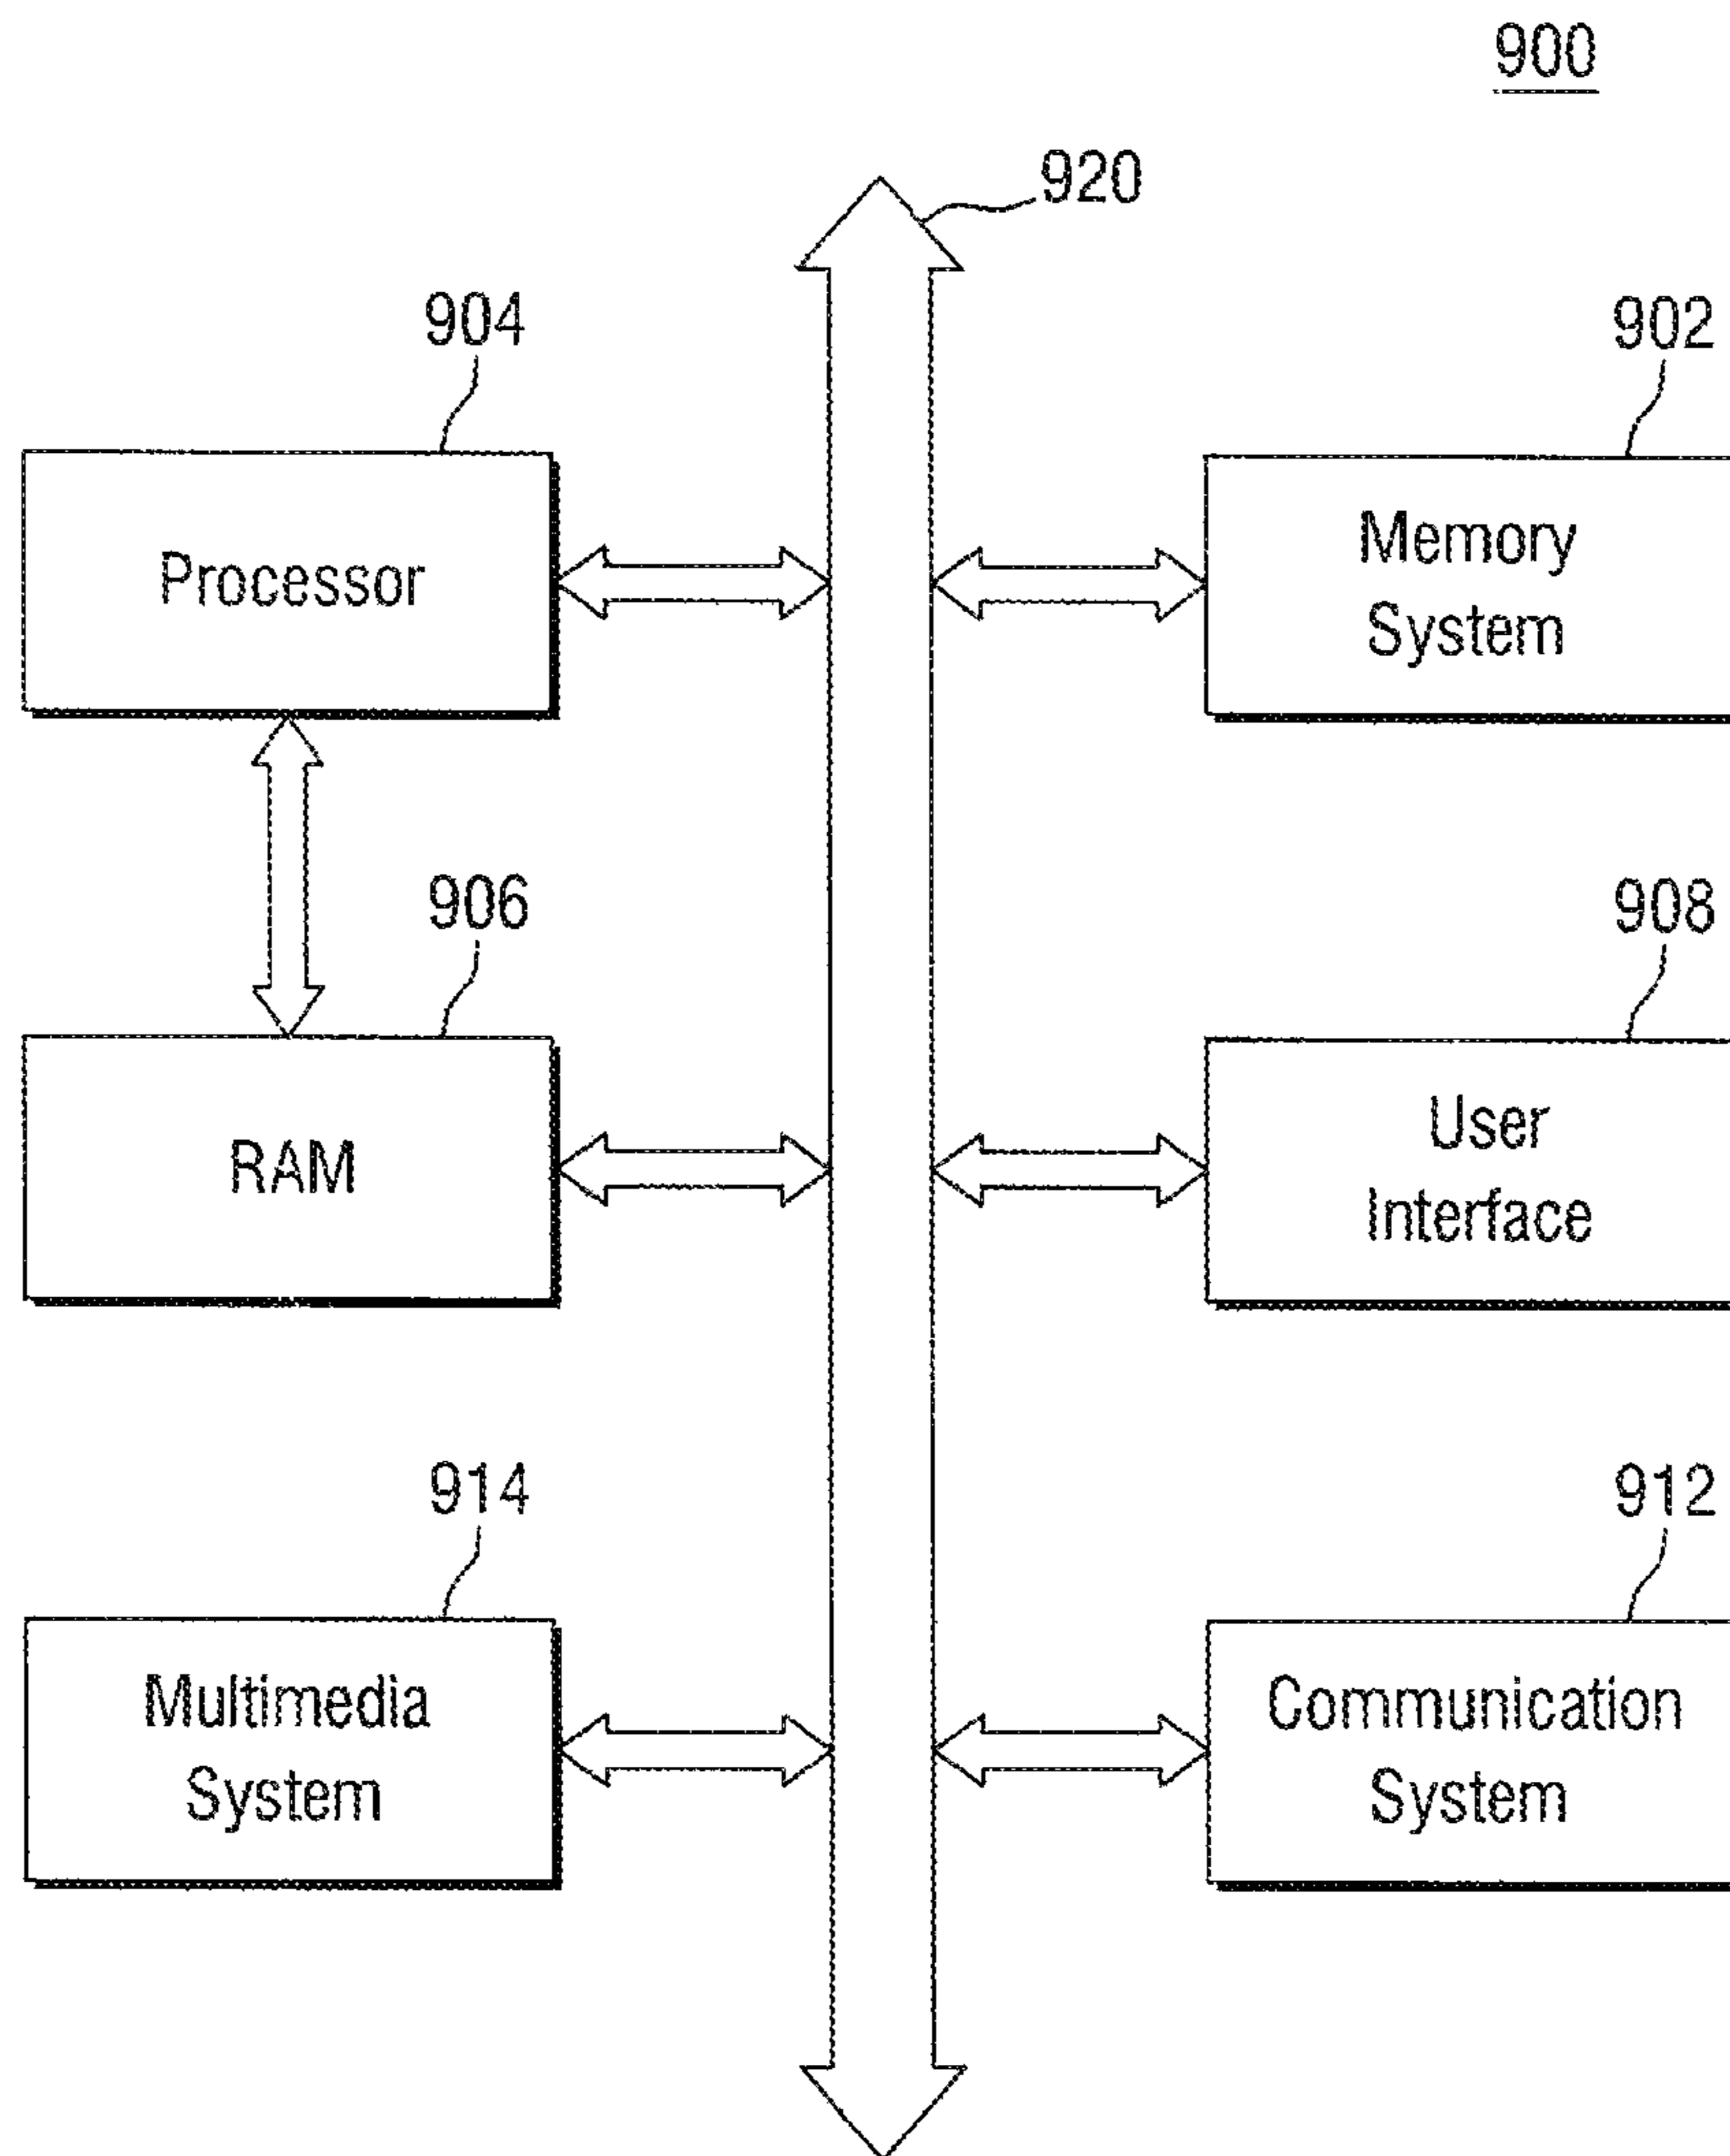 900
920
904
902
Processor
Memory
System
906
908
RAM
User
Interface
914
912
Multimedia
System
Communication
System